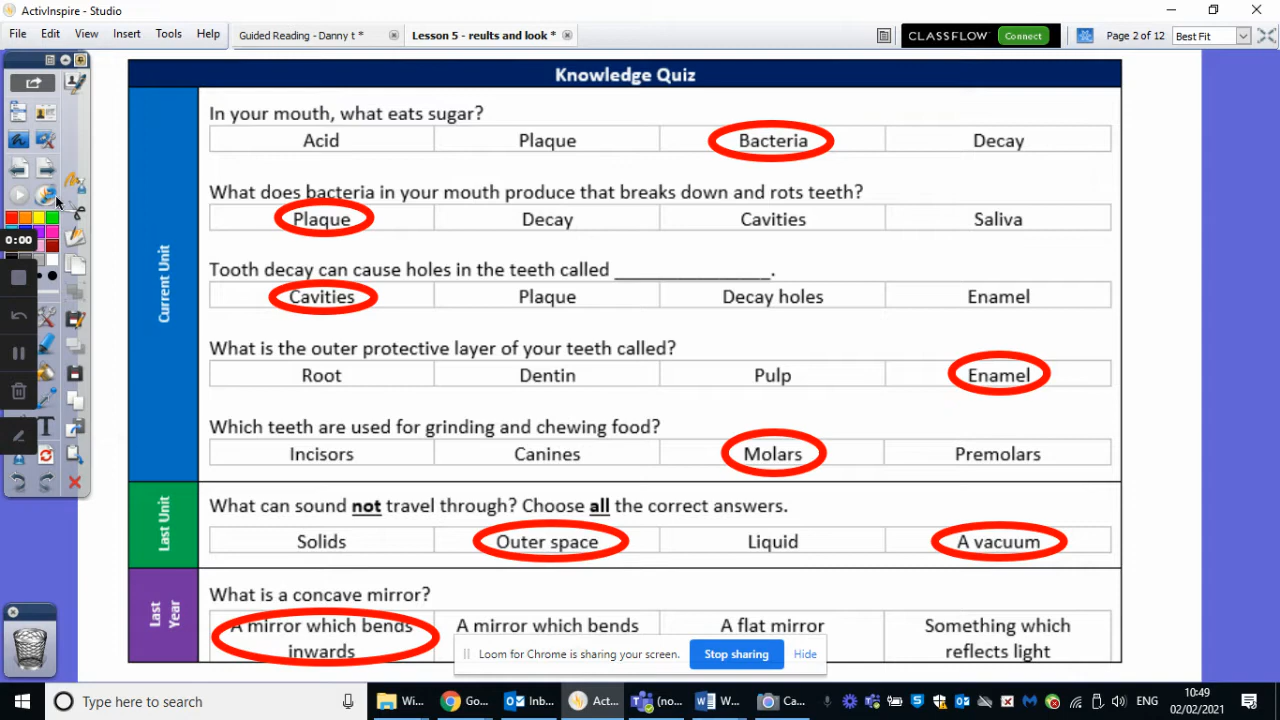 ActivInspire - Studio
File Edit View Insert Tools Help
Guided Reading - Danny t *
Lesson 5 - reults and look *
CLASSFLOW Connect
Page 2 of 12
Best Fit
Knowledge Quiz
Current Unit
In your mouth, what eats sugar?
Acid Plaque Bacteria Decay
What does bacteria in your mouth produce that breaks down and rots teeth?
Plaque Decay Cavities Saliva
Tooth decay can cause holes in the teeth called ________________.
Cavities Plaque Decay holes Enamel
What is the outer protective layer of your teeth called?
Root Dentin Pulp Enamel
Which teeth are used for grinding and chewing food?
Incisors Canines Molars Premolars
Last Unit
What can sound not travel through? Choose all the correct answers.
Solids Outer space Liquid A vacuum
Last Year
What is a concave mirror?
A mirror which bends inwards
A mirror which bends
A flat mirror
Something which reflects light
0:00
T
Loom for Chrome is sharing your screen. Stop sharing Hide
Type here to search
Wi... Go... Inb... Act... (no... W... Ca...
ENG
10:49
02/02/2021